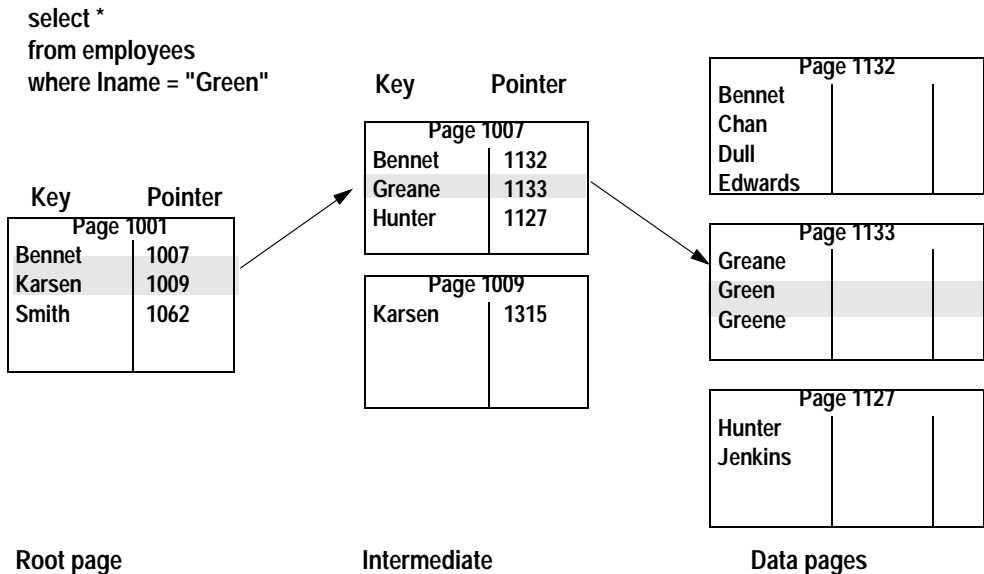 select *
from employees
where lname = "Green"
Key Pointer
Page 1001
Bennet 1007
Karsen 1009
Smith 1062
Root page
Key Pointer
Page 1007
Bennet 1132
Greane 1133
Hunter 1127
Page 1009
Karsen 1315
Intermediate
Page 1132
Bennet
Chan
Dull
Edwards
Page 1133
Greane
Green
Greene
Page 1127
Hunter
Jenkins
Data pages